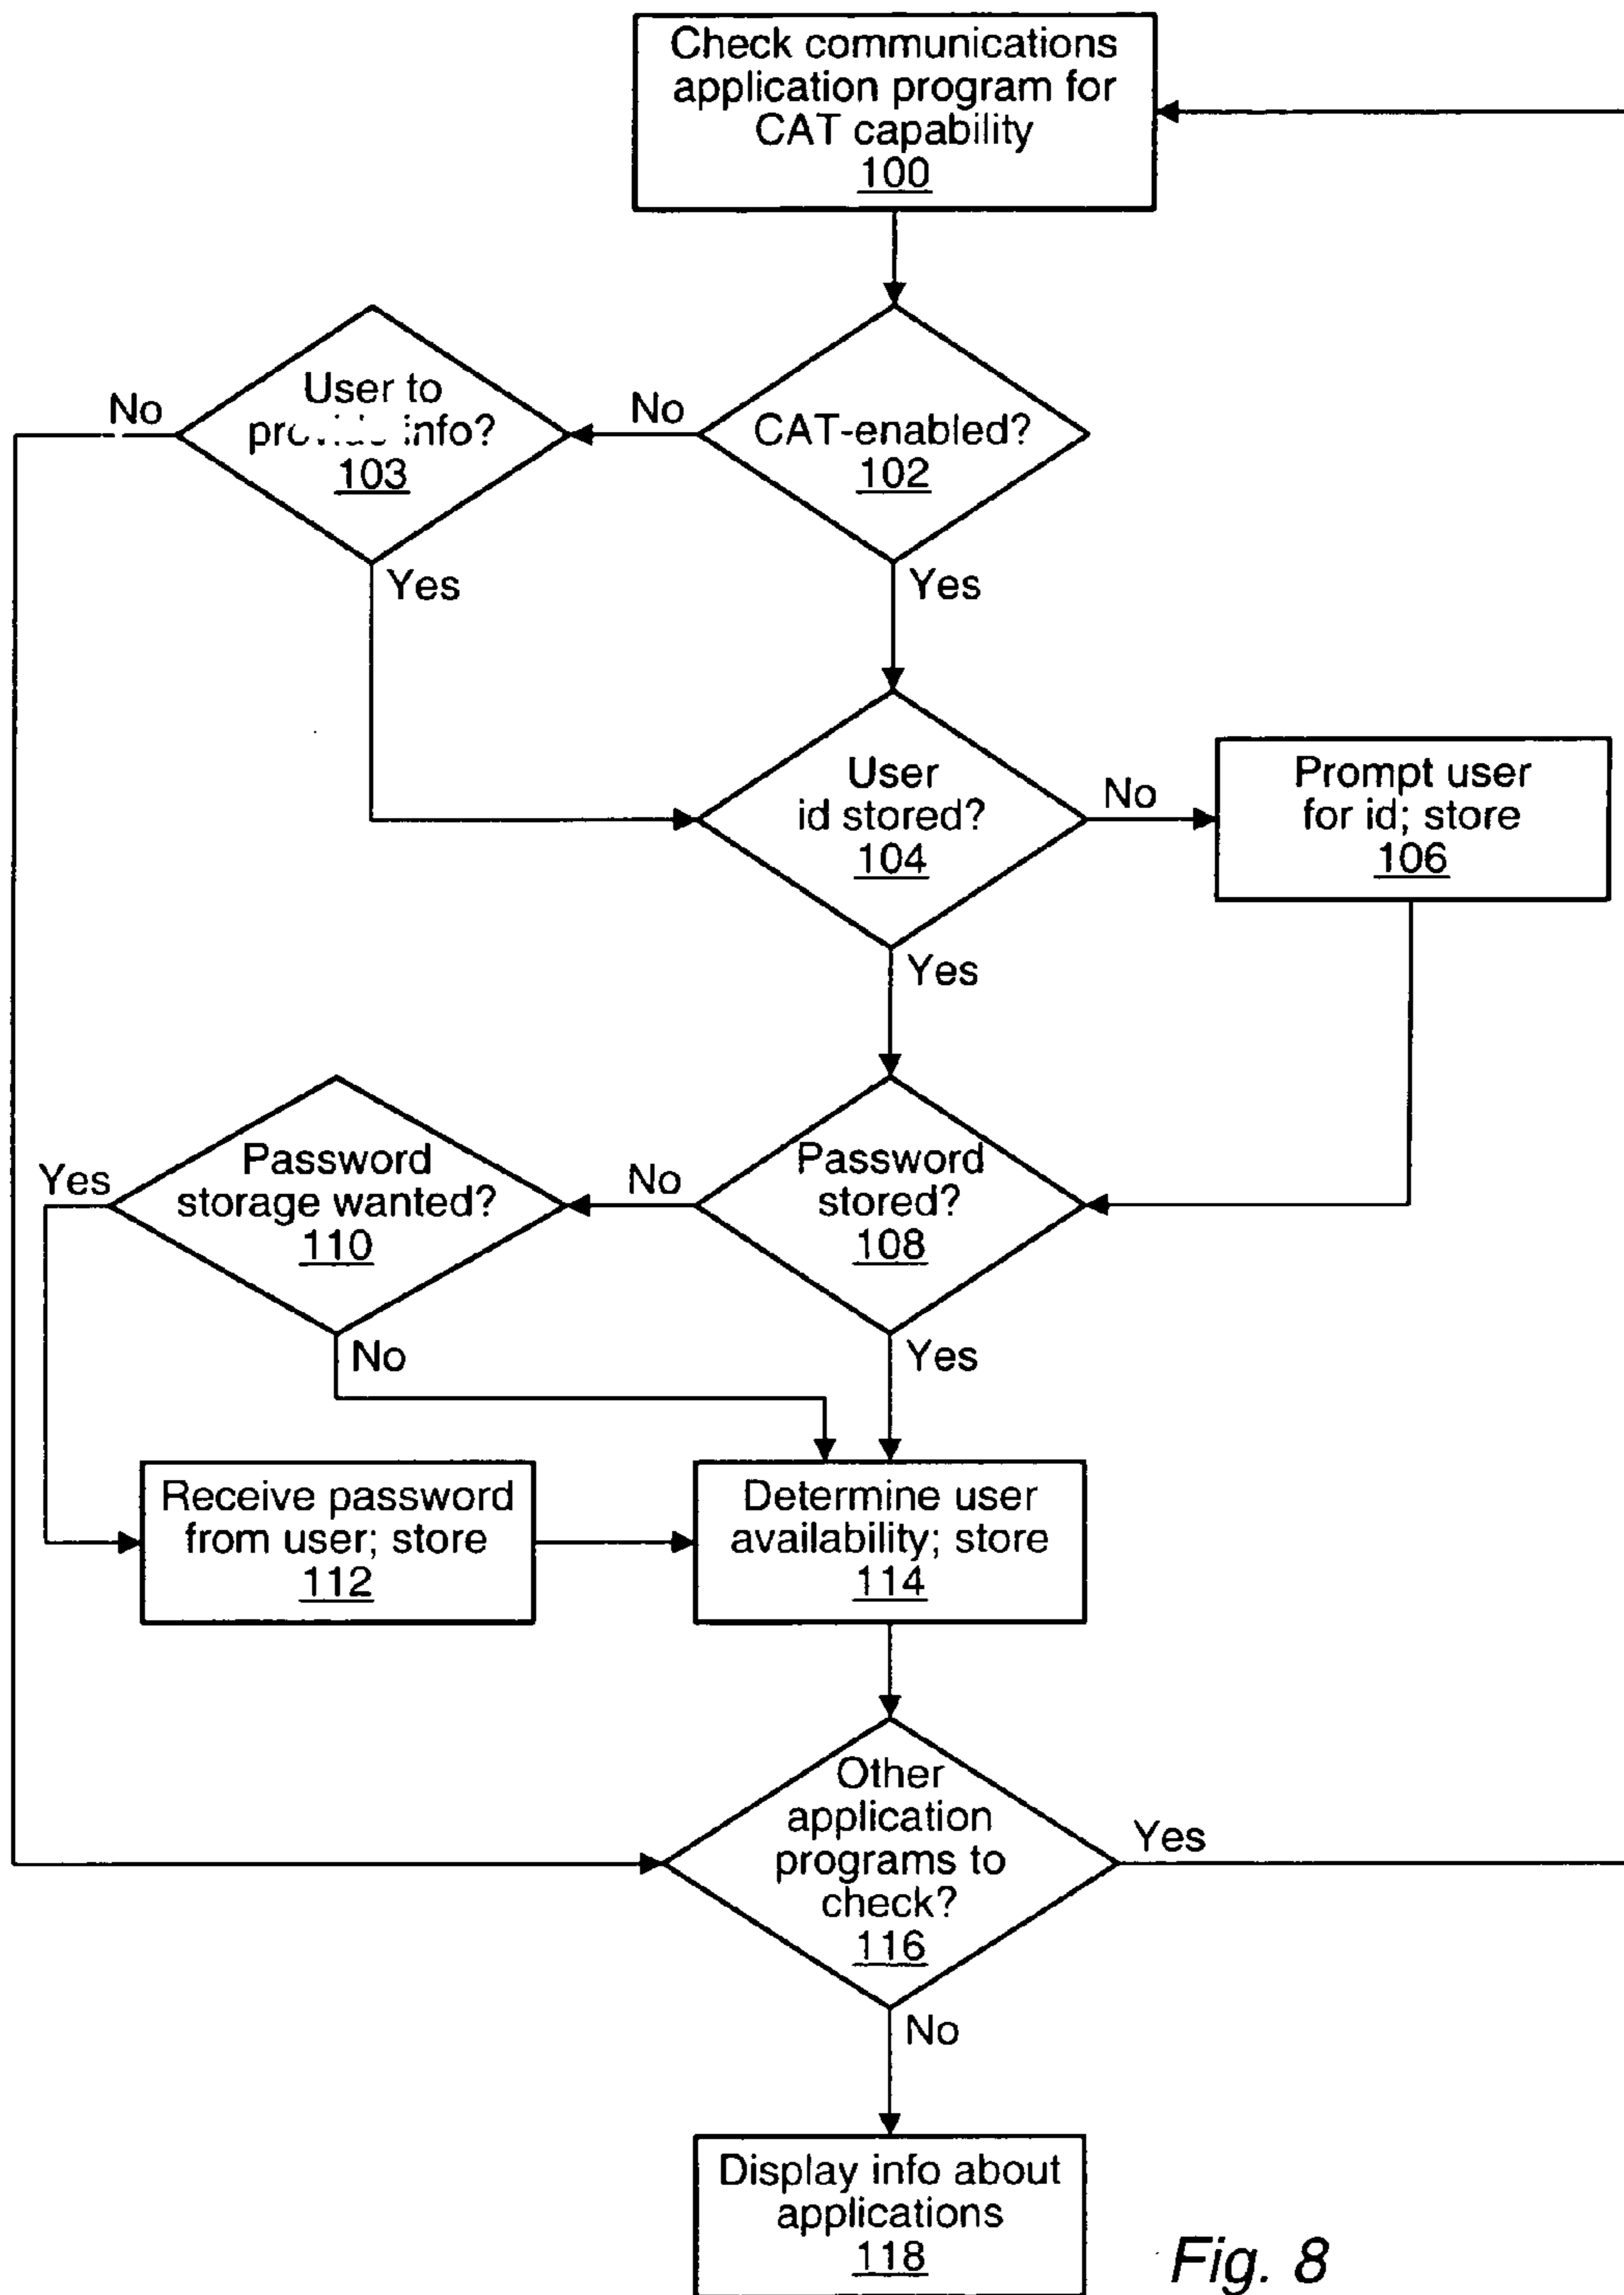 Check communications
application program for
CAT capability
100
No
User to
info?
103
No
CAT-enabled?
102
Yes
Yes
User
id stored?
104
No
Prompt user
for id; store
106
Yes
Yes
Password
storage wanted?
110
No
Password
stored?
108
No
Yes
Receive password
from user; store
112
Determine user
availability; store
114
Other
application
programs to
check?
116
Yes
No
Display info about
applications
118
Fig. 8